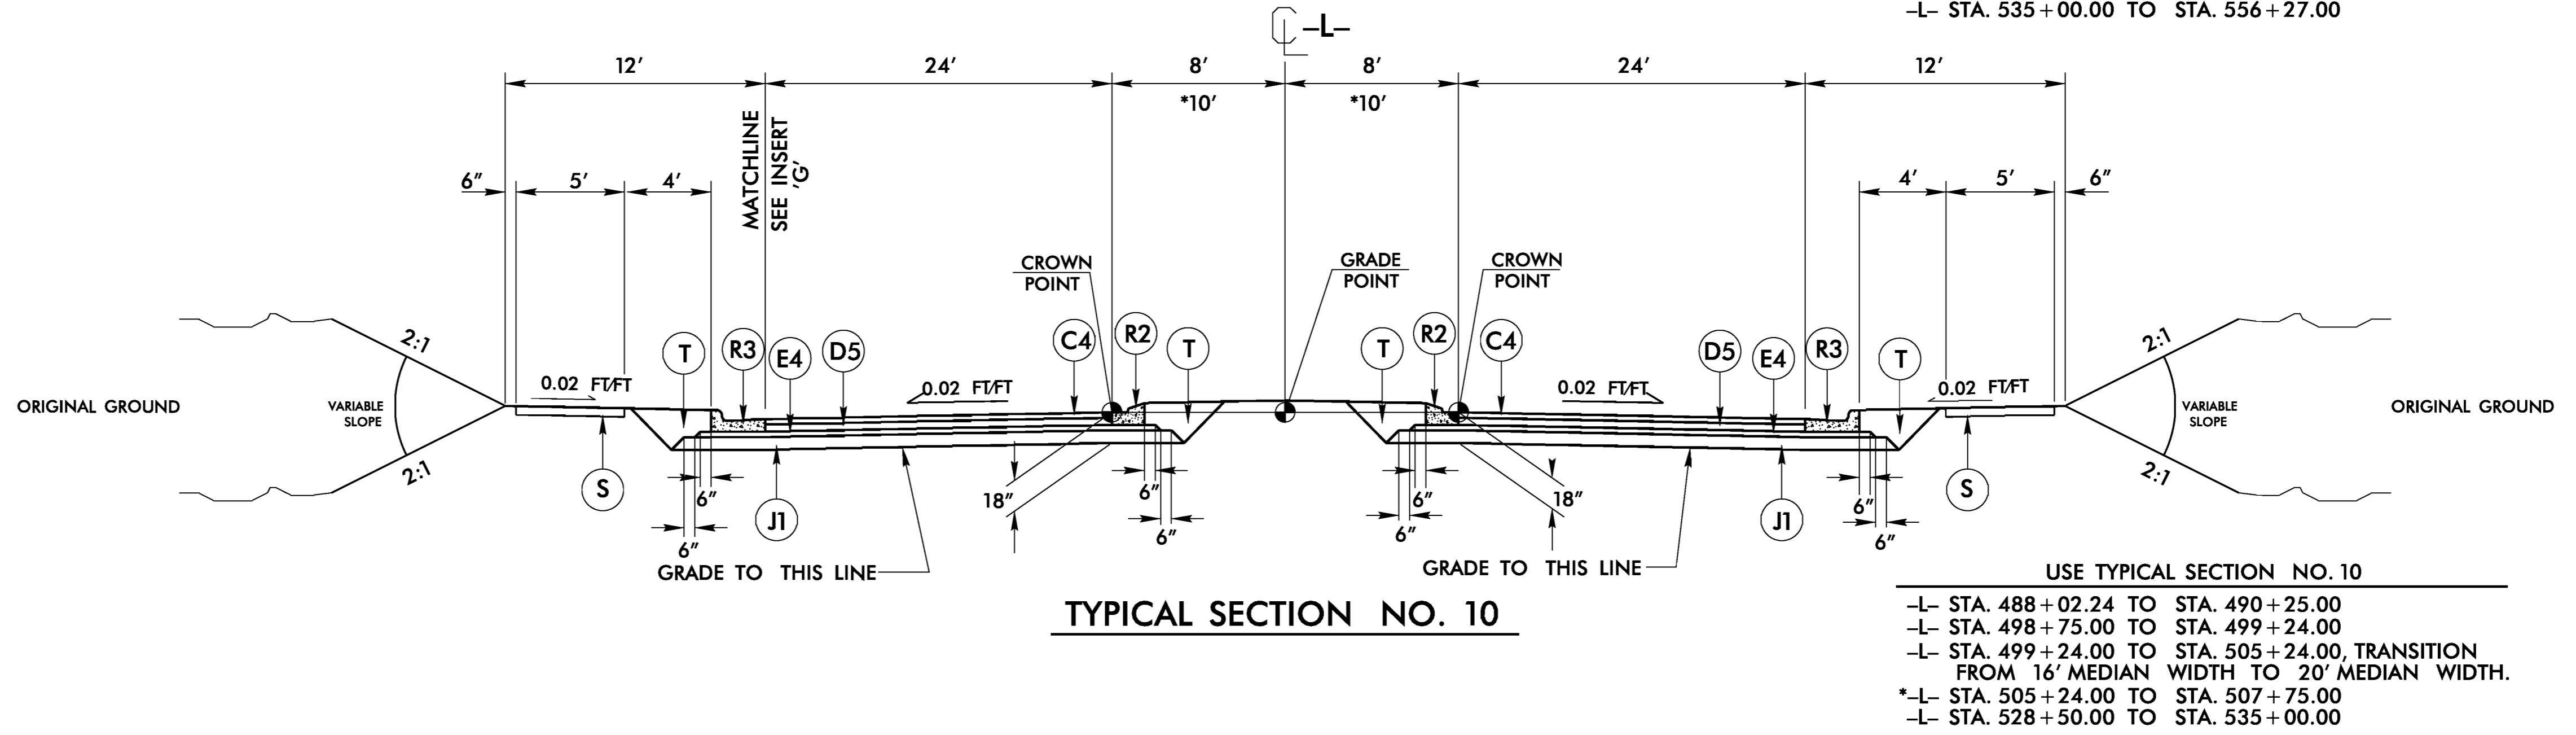 –L– STA. 535+00.00 TO STA. 556+27.00
C L –L–
12' 24' 8' 8' 24' 12'
*10' *10'
MATCHLINE
SEE INSERT
'G'
6" 5' 4' 4' 5' 6"
CROWN
POINT
GRADE
POINT
CROWN
POINT
2:1 T R3 E4 D5 C4 R2 T T R2 C4 D5 E4 R3 T 2:1
0.02 FT/FT 0.02 FT/FT 0.02 FT/FT 0.02 FT/FT
ORIGINAL GROUND
VARIABLE
SLOPE
VARIABLE
SLOPE
ORIGINAL GROUND
2:1 S 6" J1 18" 6" 6" 18" J1 6" S 2:1
6" 6" 6" 6"
GRADE TO THIS LINE
GRADE TO THIS LINE
TYPICAL SECTION NO. 10
USE TYPICAL SECTION NO. 10
–L– STA. 488+02.24 TO STA. 490+25.00
–L– STA. 498+75.00 TO STA. 499+24.00
–L– STA. 499+24.00 TO STA. 505+24.00, TRANSITION
FROM 16' MEDIAN WIDTH TO 20' MEDIAN WIDTH.
*–L– STA. 505+24.00 TO STA. 507+75.00
–L– STA. 528+50.00 TO STA. 535+00.00